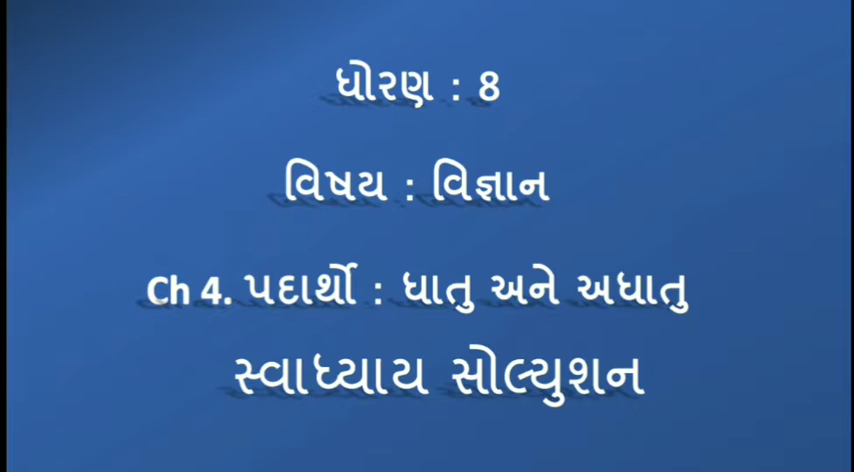 ધોરણ : 8
વિષય : વિજ્ઞાન
Ch 4. પદાર્થો : ધાતુ અને અધાતુ
સ્વાધ્યાય સોલ્યુશન